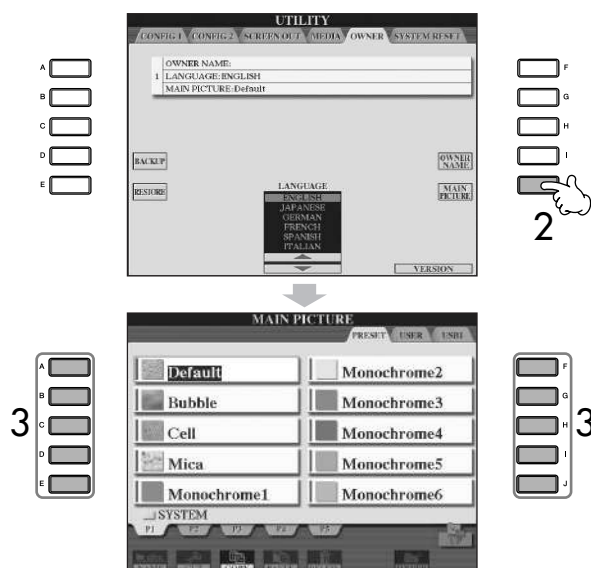 UTILITY
CONFIG 1 CONFIG 2 SCREEN OUT MEDIA OWNER SYSTEM RESET
OWNER NAME:
1 LANGUAGE:ENGLISH
MAIN PICTURE:Default
A
B
C
D
E
F
G
H
I
BACKUP
OWNER NAME
RESTORE
MAIN PICTURE
LANGUAGE
ENGLISH
JAPANESE
GERMAN
FRENCH
SPANISH
ITALIAN
VERSION
2
MAIN PICTURE
PRESET USER USB1
A
B
C
D
E
3
Default
Bubble
Cell
Mica
Monochrome1
Monochrome2
Monochrome3
Monochrome4
Monochrome5
Monochrome6
F
G
H
I
J
3
SYSTEM
P1 P2 P3 P4 P5
UP
COPY